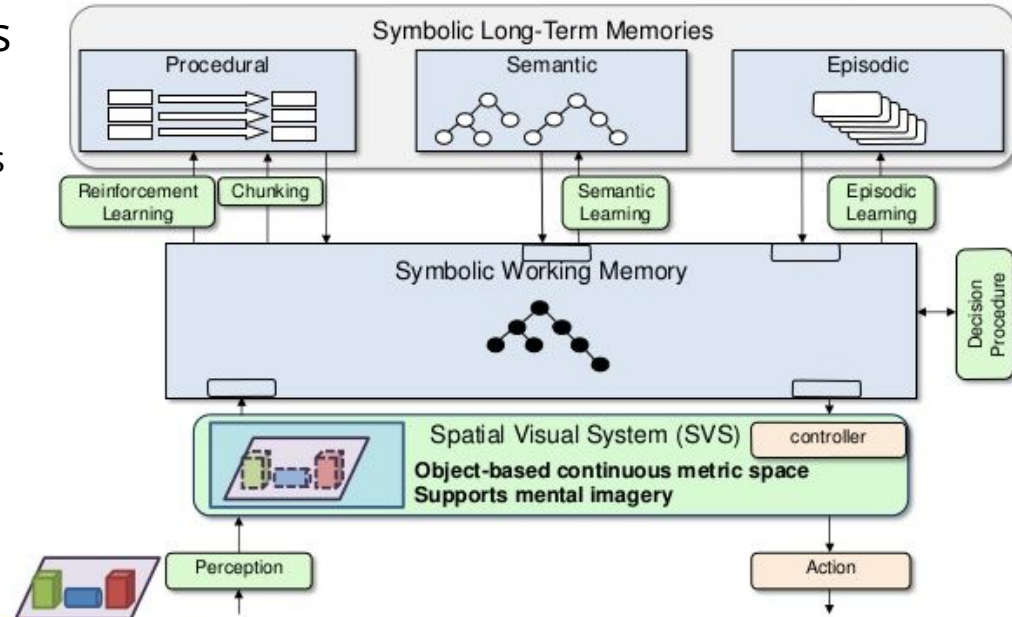 s
s
Symbolic Long-Term Memories
Procedural
Semantic
Episodic
Reinforcement
Learning
Chunking
Semantic
Learning
Episodic
Learning
Symbolic Working Memory
Decision
Procedure
Spatial Visual System (SVS)
controller
Object-based continuous metric space
Supports mental imagery
Perception
Action